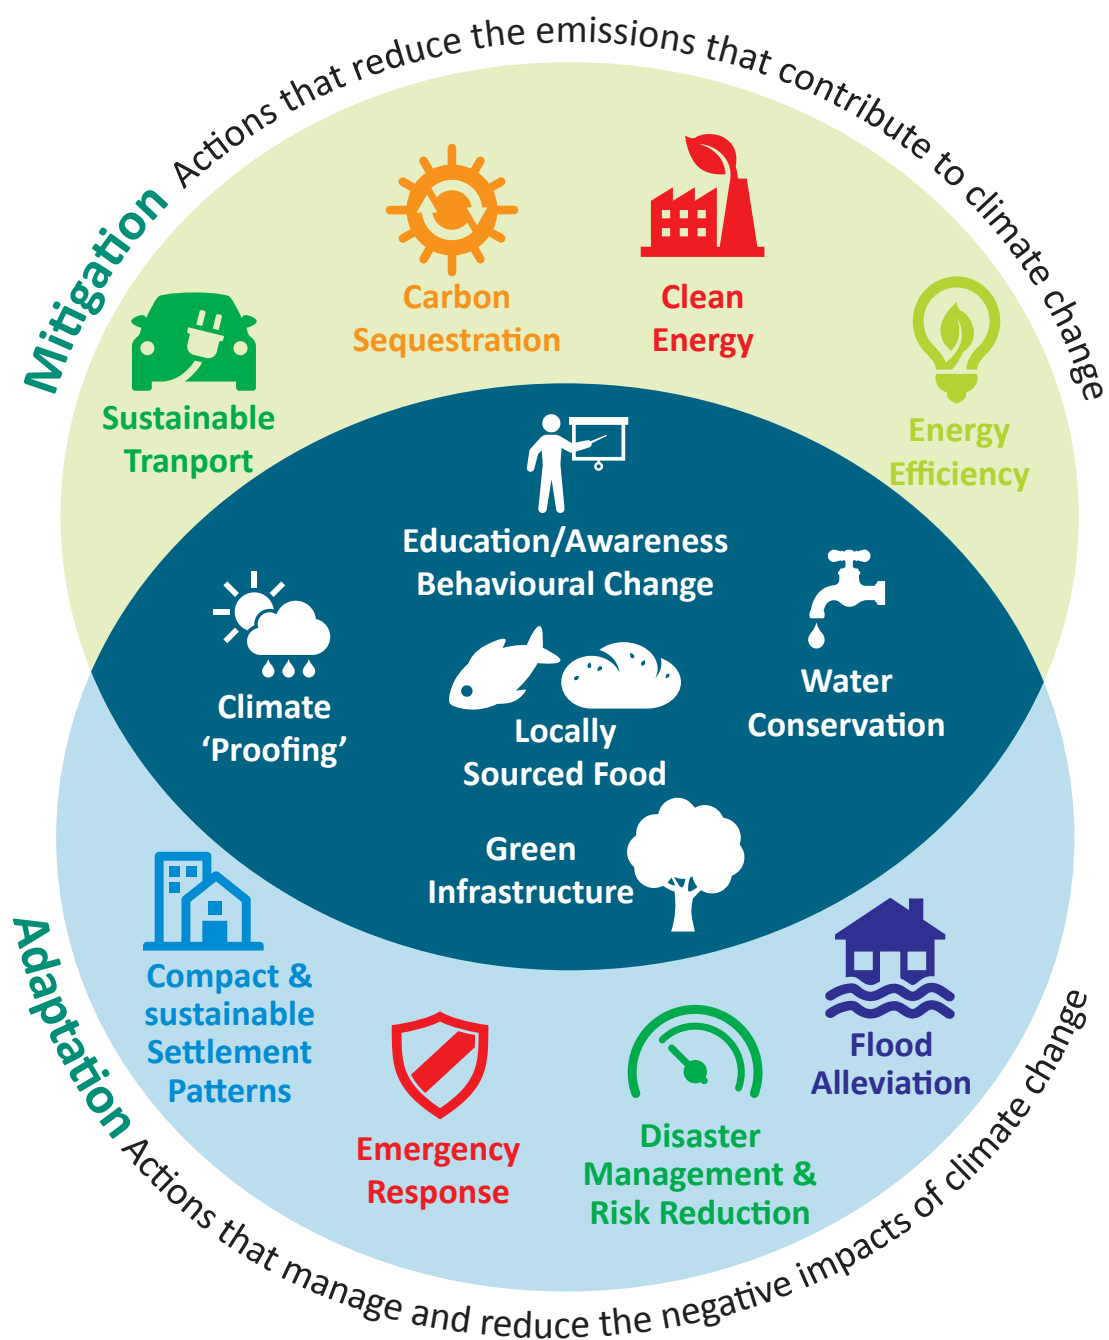 Mitigation Actions that reduce the emissions that contribute to climate change
Carbon
Sequestration
Clean
Energy
Sustainable
Tranport
Energy
Efficiency
Education/Awareness
Behavioural Change
Climate
‘Proofing’
Locally
Sourced Food
Water
Conservation
Green
Infrastructure
Compact &
sustainable
Settlement
Patterns
Emergency
Response
Disaster
Management &
Risk Reduction
Flood
Alleviation
Adaptation Actions that manage and reduce the negative impacts of climate change